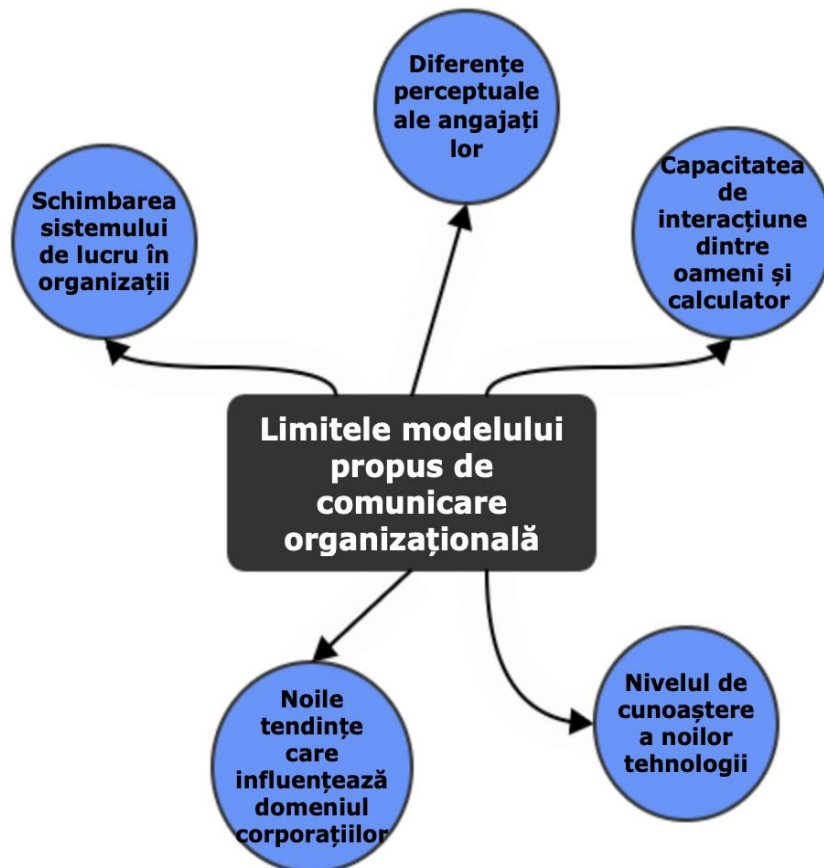 Diferențe
perceptuale
ale angajați
lor
Schimbarea
sistemului
de lucru în
organizații
Capacitatea
de
interacțiune
dintre
oameni și
calculator
Limitele modelului
propus de
comunicare
organizațională
Noile
tendințe
care
influențează
domeniul
corporațiilor
Nivelul de
cunoaștere
a noilor
tehnologii